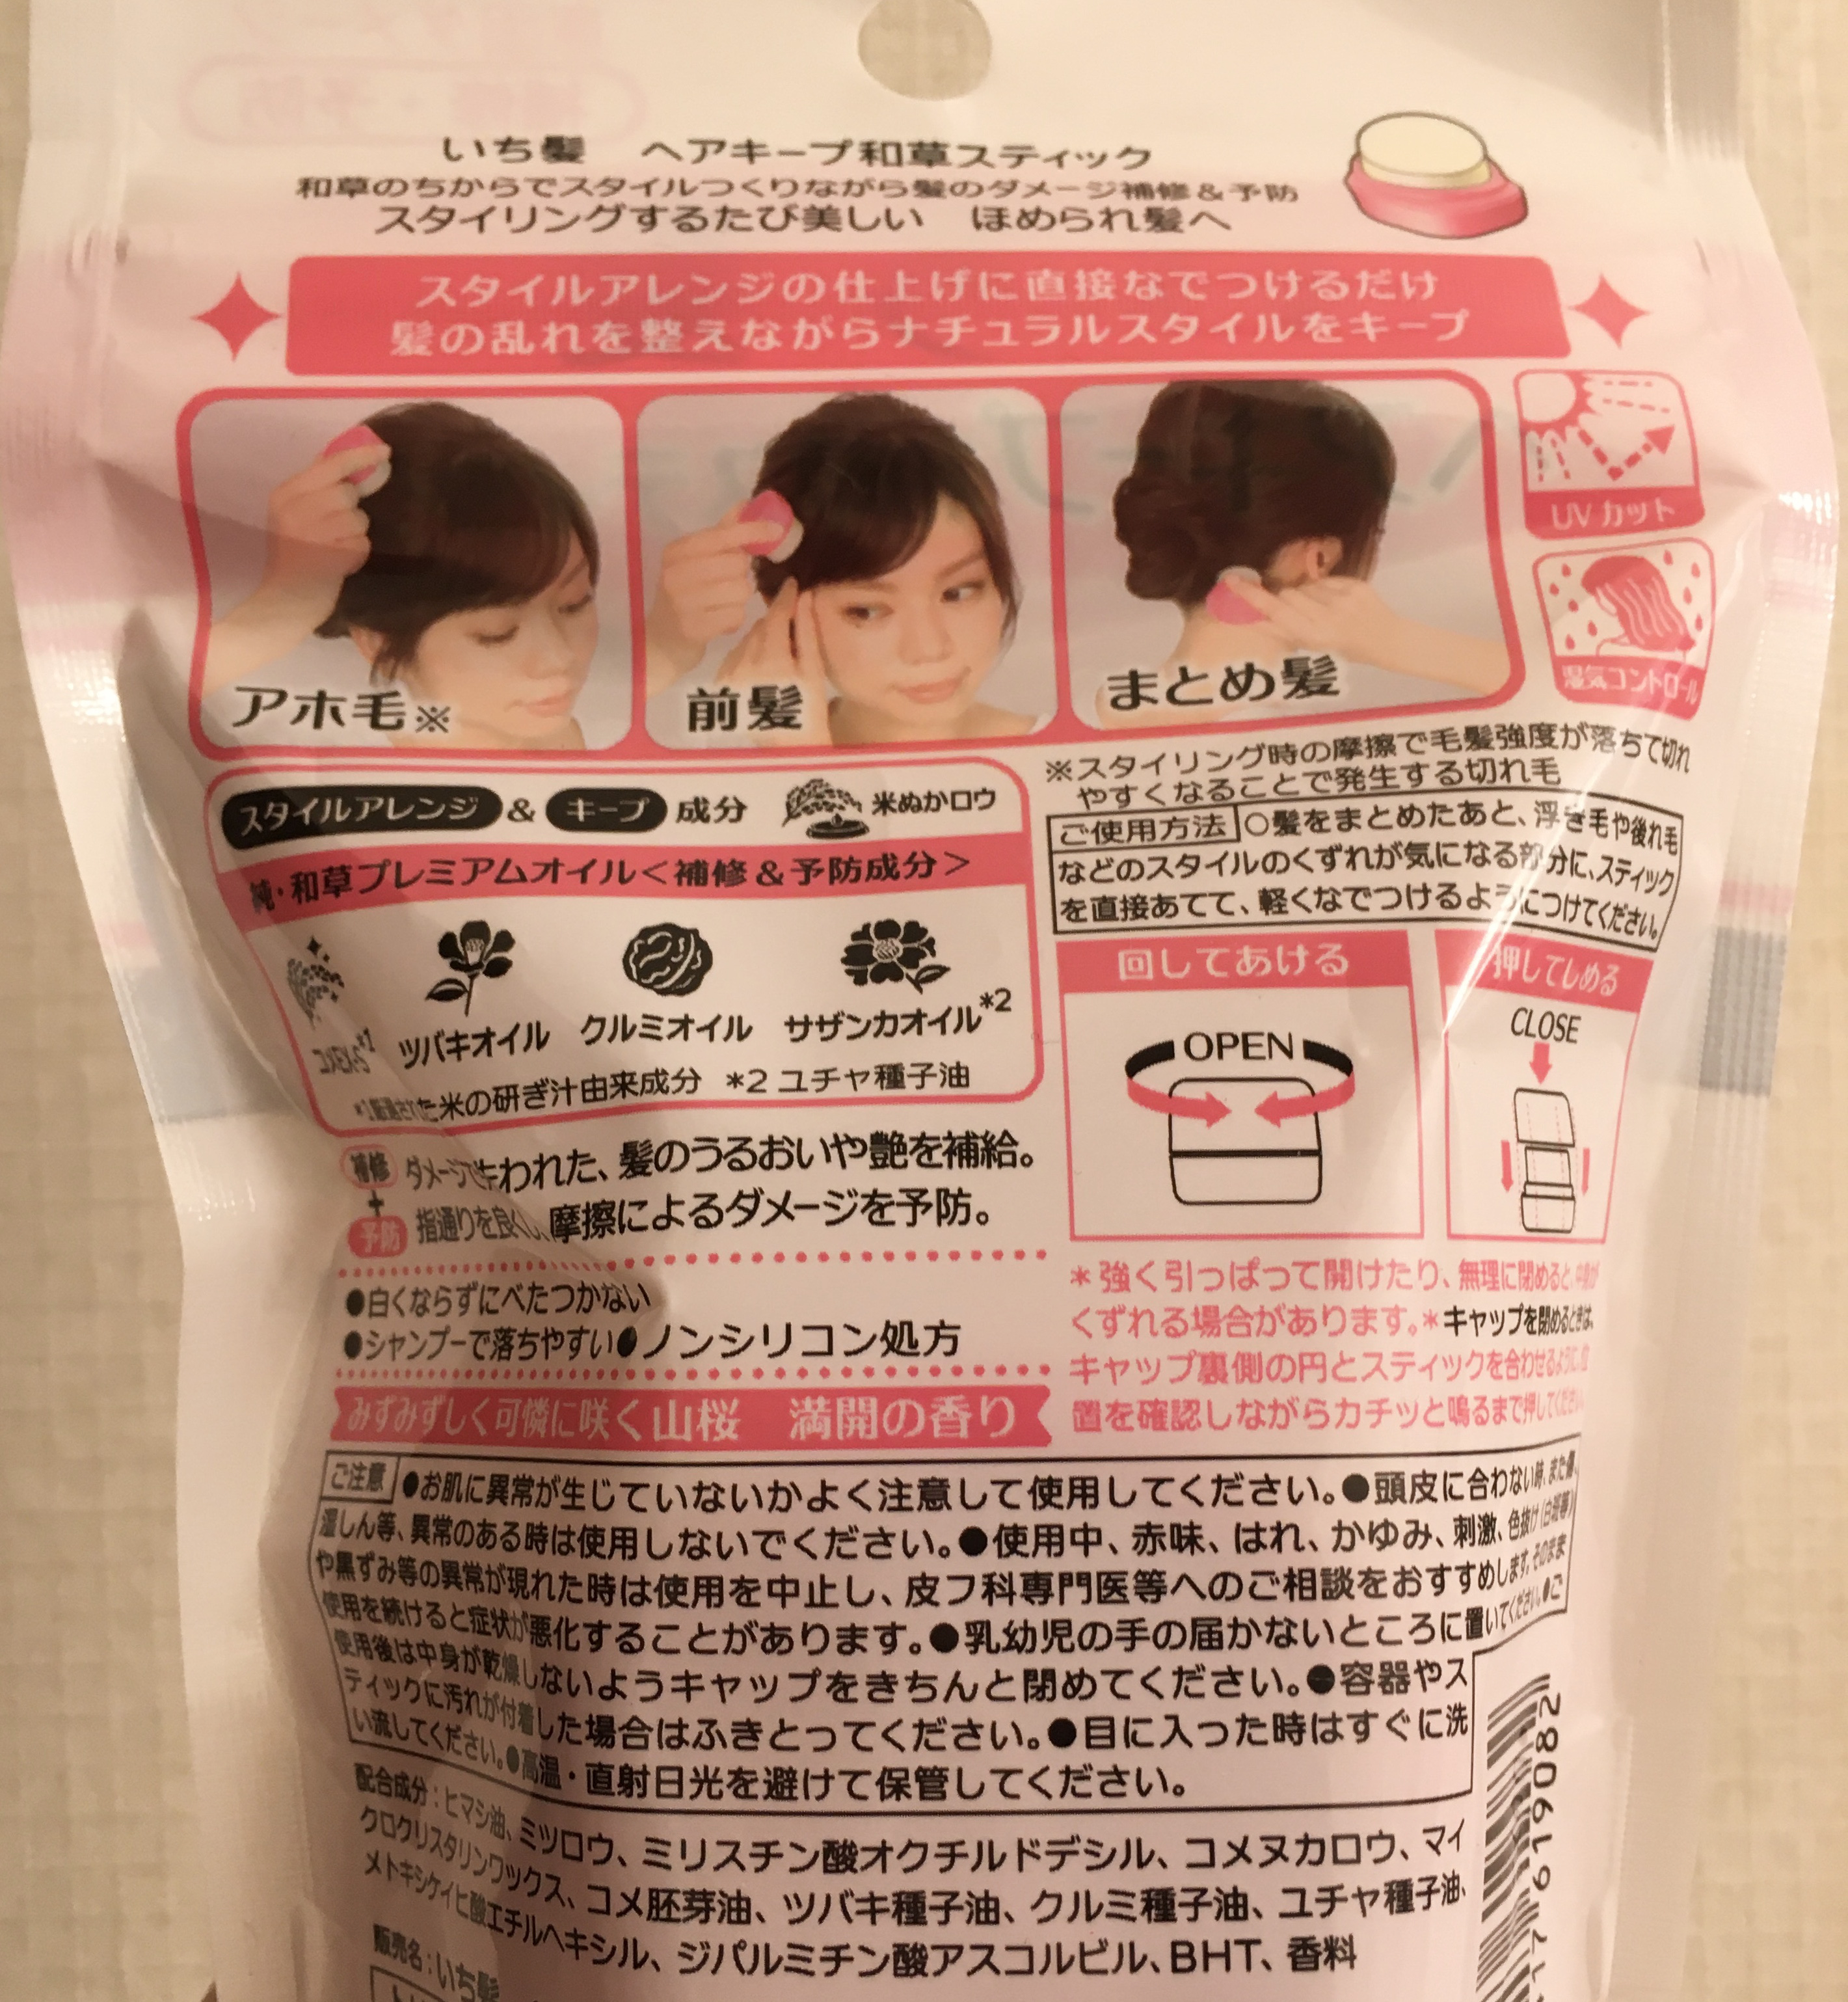 いち髪 ヘアキープ和草スティック
和草のちからでスタイルつくりながら髪のダメージ補修&予防
スタイリングするたび美しい ほめられ髪へ
スタイルアレンジの仕上げに直接なでつけるだけ
髪の乱れを整えながらナチュラルスタイルをキープ
アホ毛※
前髪
まとめ髪
UVカット
湿気コントロール
※スタイリング時の摩擦で毛髪強度が落ちて切れ
やすくなることで発生する切れ毛
スタイルアレンジ & キープ 成分 米ぬかロウ
純・和草プレミアムオイル<補修&予防成分>
ツバキオイル クルミオイル サザンカオイル*2
*1厳選された米の研ぎ汁由来成分 *2 ユチャ種子油
補修 ダメージで失われた、髪のうるおいや艶を補給。
+
予防 指通りを良くし、摩擦によるダメージを予防。
●白くならずにべたつかない
●シャンプーで落ちやすい●ノンシリコン処方
みずみずしく可憐に咲く山桜 満開の香り
ご使用方法 ○髪をまとめたあと、浮き毛や後れ毛
などのスタイルのくずれが気になる部分に、スティック
を直接あてて、軽くなでつけるようにつけてください。
回してあける
OPEN
押してしめる
CLOSE
*強く引っぱって開けたり、無理に閉めると、中身が
くずれる場合があります。*キャップを閉めるときは、
キャップ裏側の円とスティックを合わせるように、位
置を確認しながらカチッと鳴るまで押してください。
ご注意 ●お肌に異常が生じていないかよく注意して使用してください。●頭皮に合わない時、また傷、
湿しん等、異常のある時は使用しないでください。●使用中、赤味、はれ、かゆみ、刺激、色抜け(白斑等)
や黒ずみ等の異常が現れた時は使用を中止し、皮フ科専門医等へのご相談をおすすめします。そのまま
使用を続けると症状が悪化することがあります。●乳幼児の手の届かないところに置いてください。●ご
使用後は中身が乾燥しないようキャップをきちんと閉めてください。●容器やス
ティックに汚れが付着した場合はふきとってください。●目に入った時はすぐに洗
い流してください。●高温・直射日光を避けて保管してください。
配合成分:ヒマシ油、ミツロウ、ミリスチン酸オクチルドデシル、コメヌカロウ、マイ
クロクリスタリンワックス、コメ胚芽油、ツバキ種子油、クルミ種子油、ユチャ種子油、
メトキシケイヒ酸エチルヘキシル、ジパルミチン酸アスコルビル、BHT、香料
販売名:いち髪
17 619082